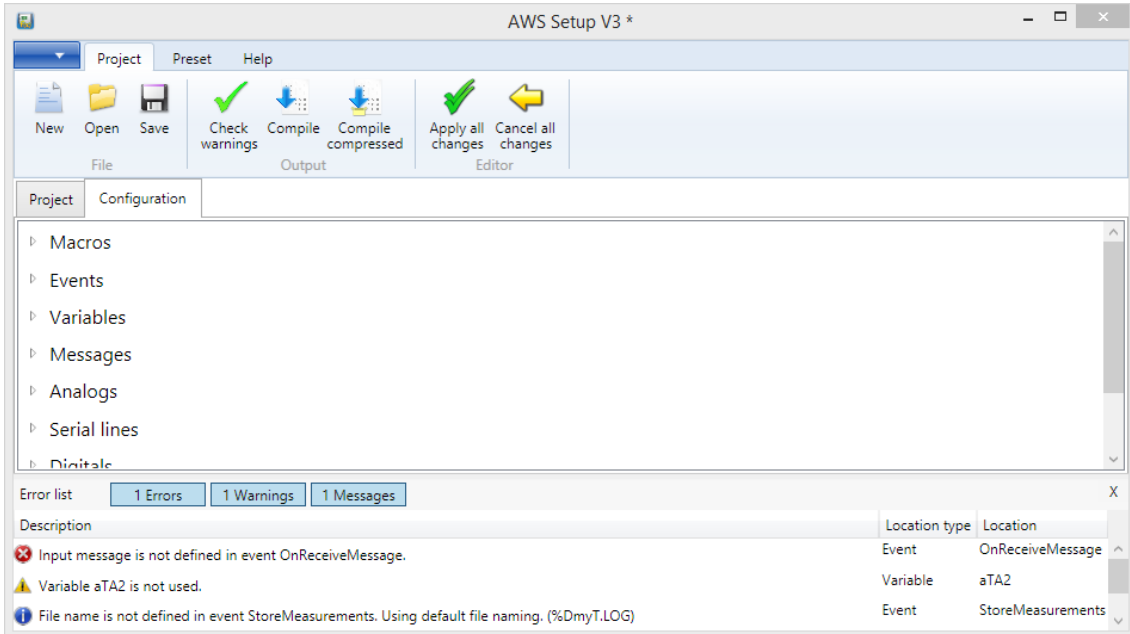 AWS Setup V3 *
Project Preset Help
New Open Save Check warnings Compile Compile compressed Apply all changes Cancel all changes
File Output Editor
Project Configuration
Macros
Events
Variables
Messages
Analogs
Serial lines
Digitals
Error list 1 Errors 1 Warnings 1 Messages X
Description Location type Location
Input message is not defined in event OnReceiveMessage. Event OnReceiveMessage
Variable aTA2 is not used. Variable aTA2
File name is not defined in event StoreMeasurements. Using default file naming. (%DmyT.LOG) Event StoreMeasurements